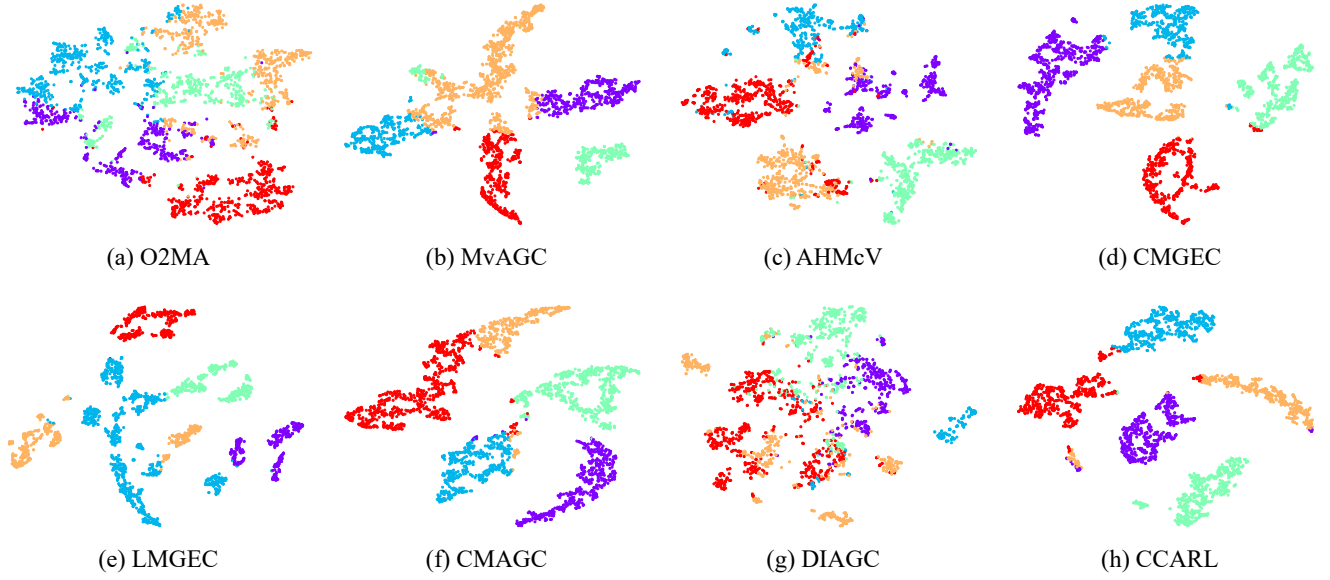 (a) O2MA
(b) MvAGC
(c) AHMcV
(d) CMGEC
(e) LMGEC
(f) CMAGC
(g) DIAGC
(h) CCARL